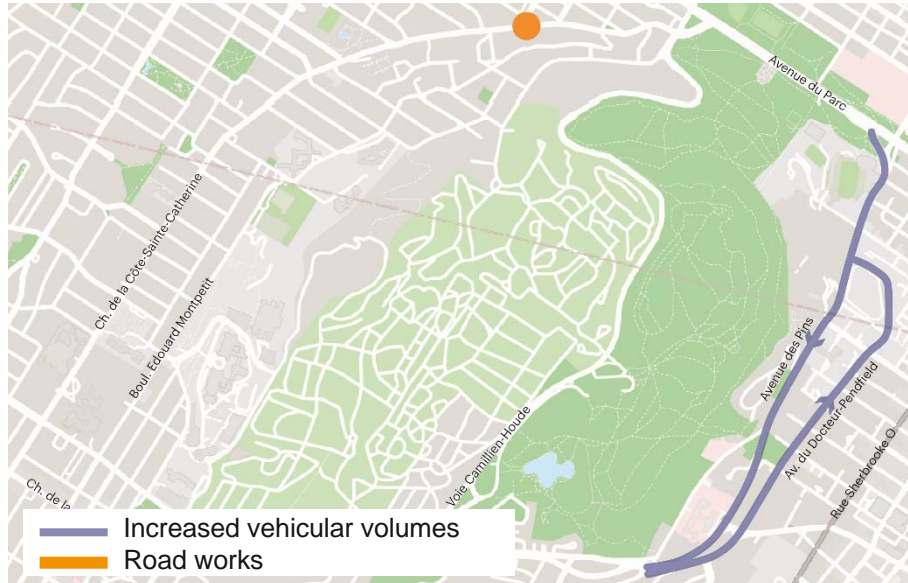 Avenue du Parc
Ch. de la Côte-Sainte-Catherine
Boul. Edouard Montpetit
Avenue des Pins
Av. du Docteur-Pendfield
Voie Camillien-Houde
Rue Sherbrooke O
Ch. de la
Increased vehicular volumes
Road works